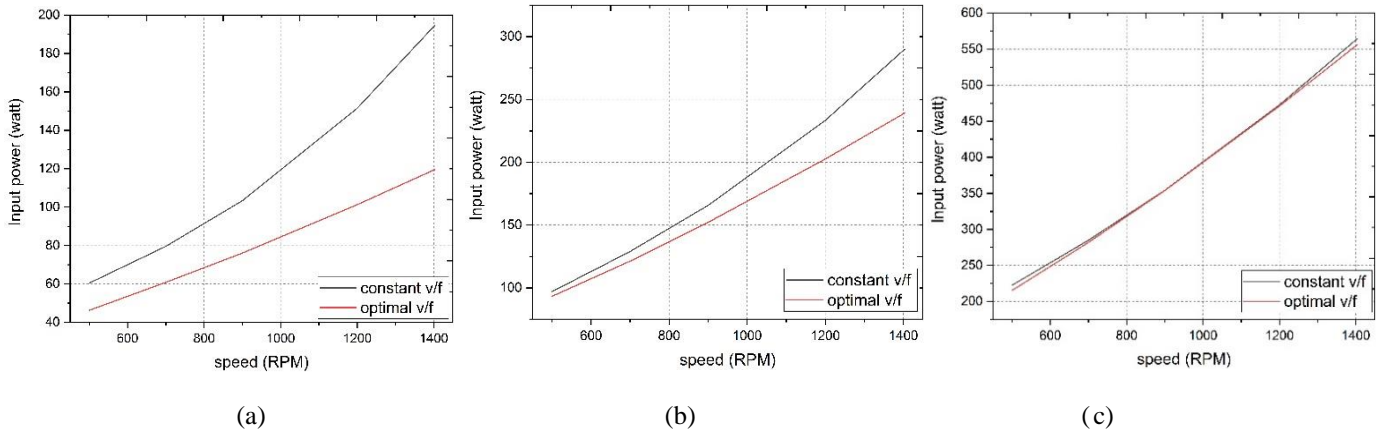 200
180
160
140
120
100
80
60
40
Input power (watt)
600 800 1000 1200 1400
speed (RPM)
constant v/f
optimal v/f
(a)
300
250
200
150
100
Input power (watt)
600 800 1000 1200 1400
speed (RPM)
constant v/f
optimal v/f
(b)
600
550
500
450
400
350
300
250
200
Input power (watt)
600 800 1000 1200 1400
speed (RPM)
constant v/f
optimal v/f
(c)